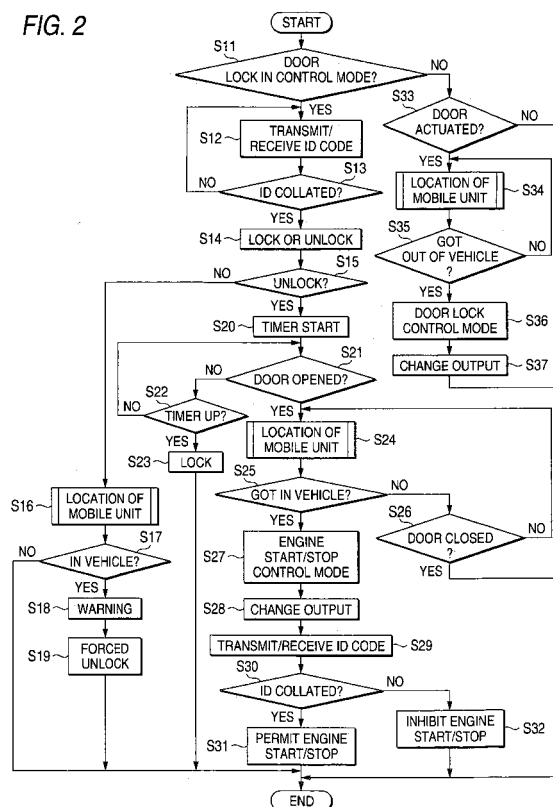 FIG. 2
START
S11
DOOR
LOCK IN CONTROL MODE?
NO
YES
S12
TRANSMIT/
RECEIVE ID CODE
S13
NO
ID COLLATED?
YES
S14
LOCK OR UNLOCK
S15
NO
UNLOCK?
YES
S20
TIMER START
S21
DOOR OPENED?
NO
YES
S22
NO
TIMER UP?
YES
S23
LOCK
LOCATION OF
MOBILE UNIT
S24
S25
GOT IN VEHICLE?
NO
YES
S26
DOOR CLOSED
?
YES
S16
LOCATION OF
MOBILE UNIT
S17
NO
IN VEHICLE?
YES
S18
WARNING
S19
FORCED
UNLOCK
S27
ENGINE
START/STOP
CONTROL MODE
S28
CHANGE OUTPUT
TRANSMIT/RECEIVE ID CODE
S29
S30
ID COLLATED?
NO
YES
S31
PERMIT ENGINE
START/STOP
INHIBIT ENGINE
START/STOP
S32
S33
DOOR
ACTUATED?
NO
YES
LOCATION OF
MOBILE UNIT
S34
S35
GOT
OUT OF VEHICLE
?
NO
YES
DOOR LOCK
CONTROL MODE
S36
CHANGE OUTPUT
S37
END